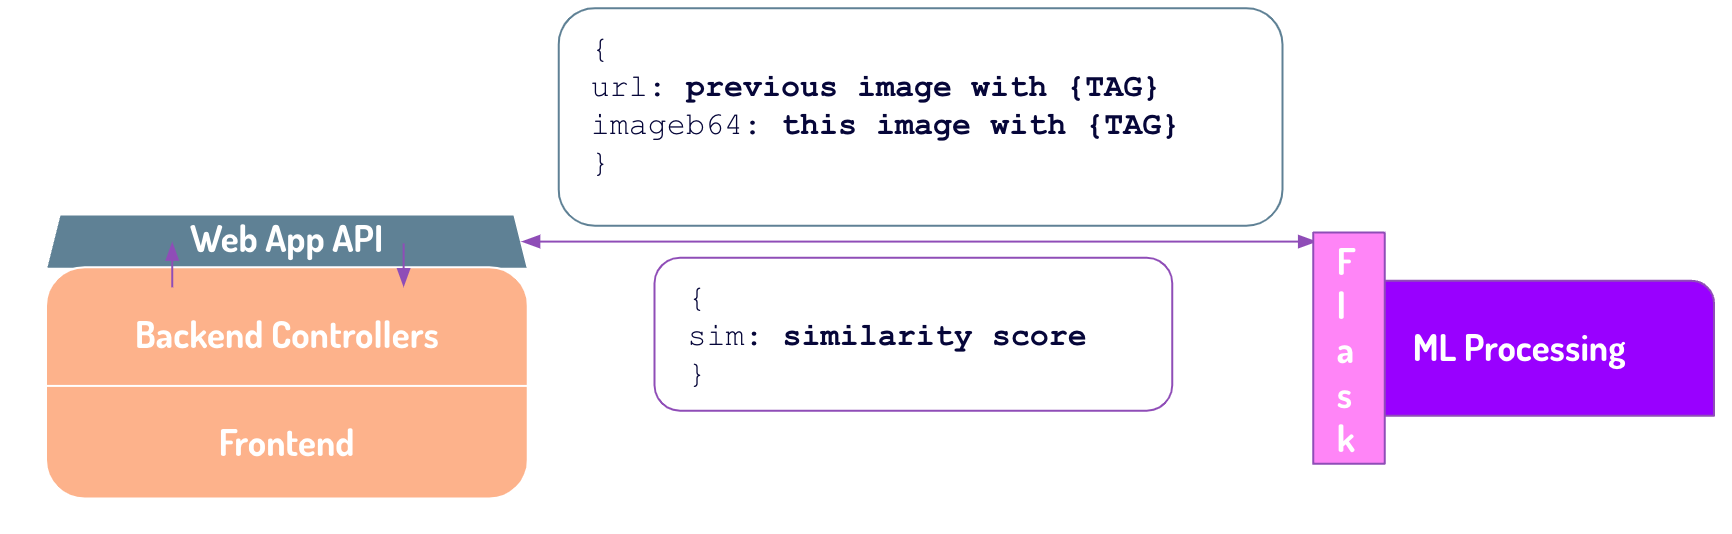 {
url: previous image with {TAG}
imageb64: this image with {TAG}
}
Web App API
Backend Controllers
Frontend
{
sim: similarity score
}
Flask
ML Processing